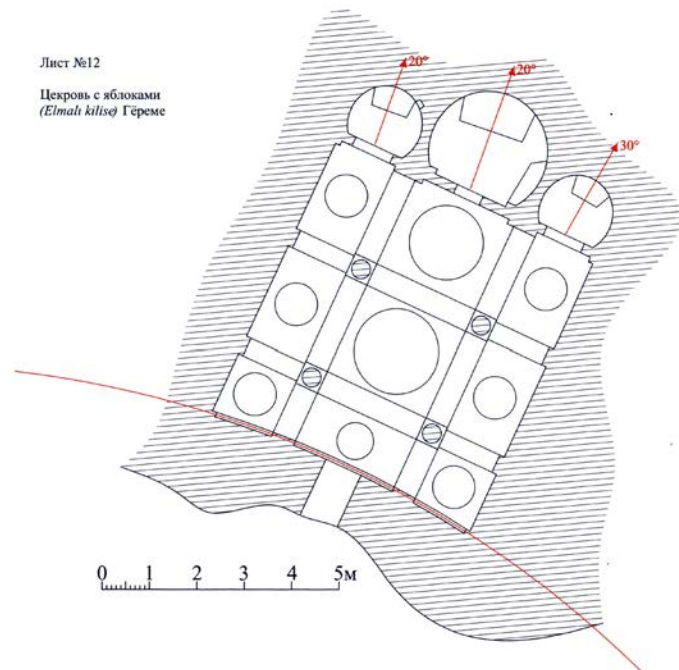 Лист №12
Цекровь с яблоками
(Elmalı kilise) Гёреме
20°
20°
30°
0 1 2 3 4 5м